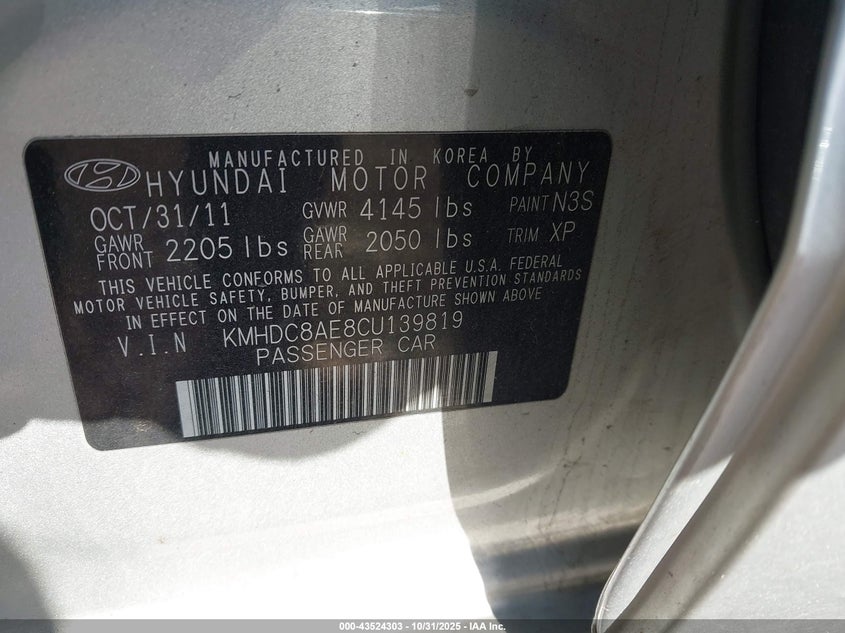 MANUFACTURED IN KOREA BY
HYUNDAI MOTOR COMPANY
OCT/31/11 GVWR 4145 lbs PAINT N3S
GAWR FRONT 2205 lbs GAWR REAR 2050 lbs TRIM XP
THIS VEHICLE CONFORMS TO ALL APPLICABLE U.S.A. FEDERAL
MOTOR VEHICLE SAFETY, BUMPER, AND THEFT PREVENTION STANDARDS
IN EFFECT ON THE DATE OF MANUFACTURE SHOWN ABOVE
V.I.N KMHDC8AE8CU139819
PASSENGER CAR
000-43524303 - 10/31/2025 - IAA Inc.